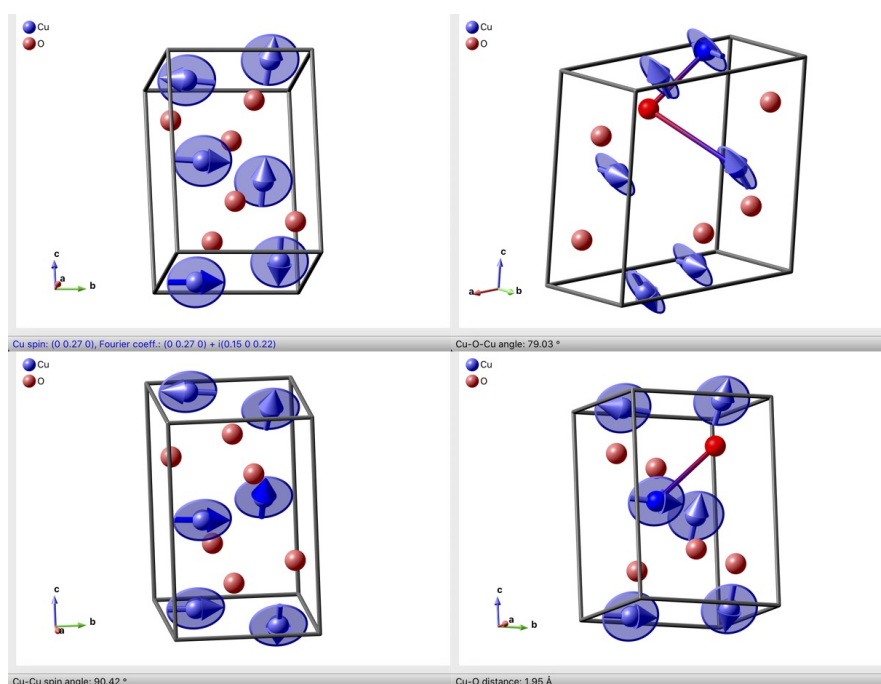 Cu
O
c
a
b
Cu spin: (0 0.27 0), Fourier coeff.: (0 0.27 0) + i(0.15 0 0.22)
Cu
O
c
a
b
Cu-O-Cu angle: 79.03 °
Cu
O
c
a
b
Cu-Cu spin angle: 90.42 °
Cu
O
c
a
b
Cu-O distance: 1.95 Å